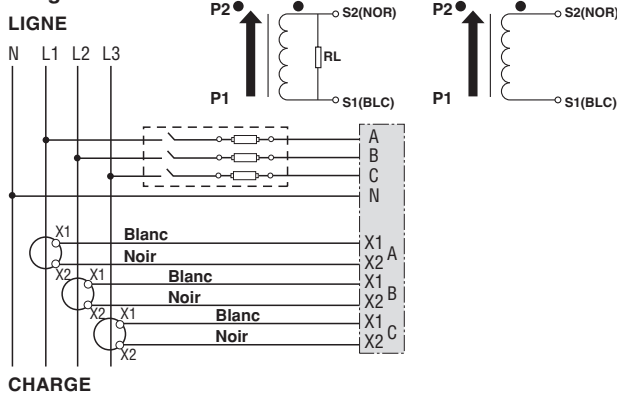 LIGNE
N L1 L2 L3
P2
S2(NOR)
RL
P1
S1(BLC)
P2
S2(NOR)
P1
S1(BLC)
A
B
C
N
X1
Blanc
X1
A
X2
Noir
X2
X1
Blanc
X1
B
X2
Noir
X2
X1
Blanc
X1
C
X2
Noir
X2
CHARGE